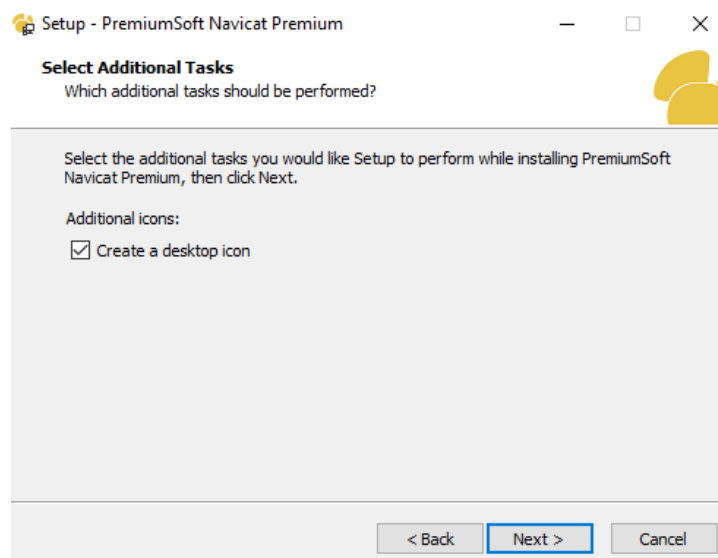 Setup - PremiumSoft Navicat Premium
Select Additional Tasks
Which additional tasks should be performed?
Select the additional tasks you would like Setup to perform while installing PremiumSoft
Navicat Premium, then click Next.
Additional icons:
Create a desktop icon
< Back
Next >
Cancel